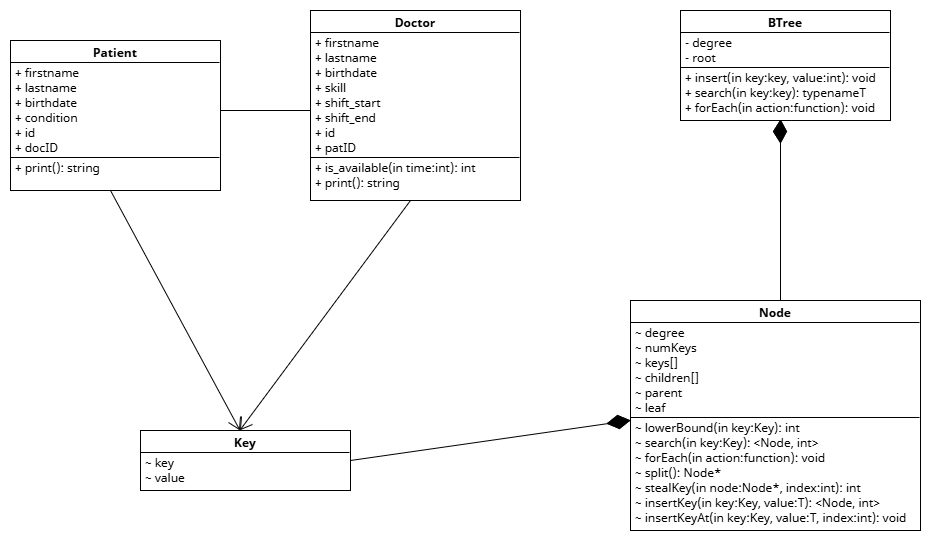 Patient
+ firstname
+ lastname
+ birthdate
+ condition
+ id
+ docID
+ print(): string
Doctor
+ firstname
+ lastname
+ birthdate
+ skill
+ shift_start
+ shift_end
+ id
+ patID
+ is_available(in time:int): int
+ print(): string
BTree
- degree
- root
+ insert(in key:key, value:int): void
+ search(in key:key): typenameT
+ forEach(in action:function): void
Key
~ key
~ value
Node
~ degree
~ numKeys
~ keys[]
~ children[]
~ parent
~ leaf
~ lowerBound(in key:Key): int
~ search(in key:Key): <Node, int>
~ forEach(in action:function): void
~ split(): Node*
~ stealKey(in node:Node*, index:int): int
~ insertKey(in key:Key, value:T): <Node, int>
~ insertKeyAt(in key:Key, value:T, index:int): void